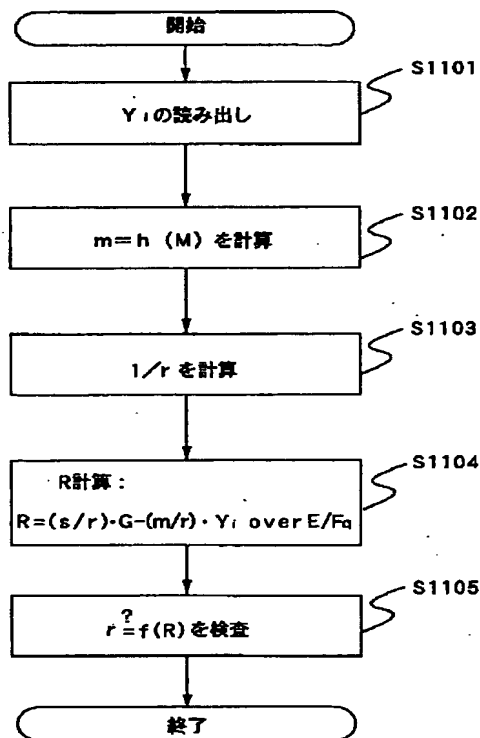 開始
S1101
Yiの読み出し
S1102
m=h (M) を計算
S1103
1/r を計算
S1104
R計算：
R=(s/r)・G-(m/r)・Yi over E/Fq
S1105
r ?= f(R) を検査
終了